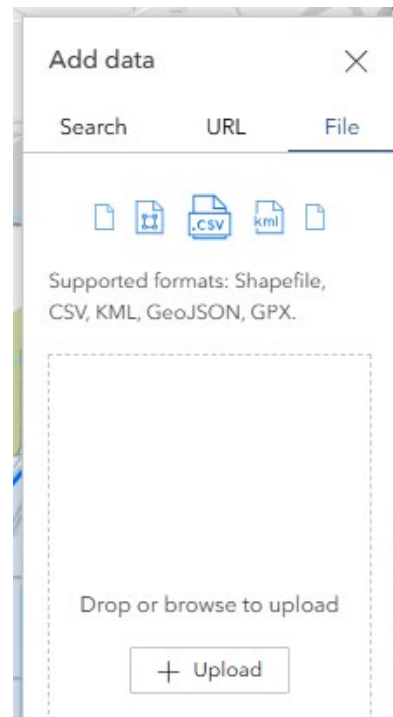 Add data
Search URL File
.csv kml
Supported formats: Shapefile,
CSV, KML, GeoJSON, GPX.
Drop or browse to upload
Upload